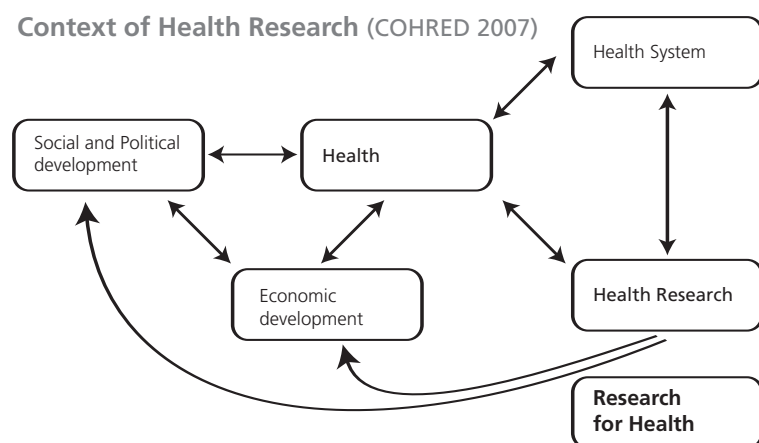 Context of Health Research (COHRED 2007)
Health System
Social and Political
development
Health
Economic
development
Health Research
Research
for Health